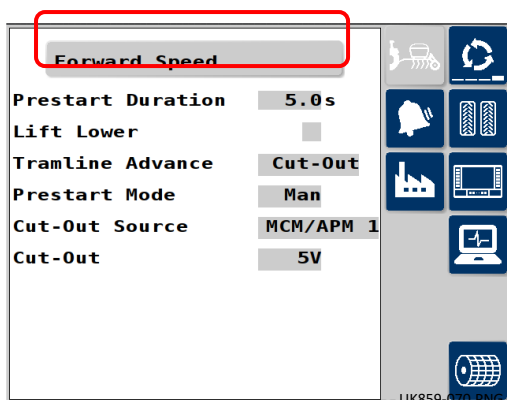 Forward Speed
Prestart Duration 5.0s
Lift Lower
Tramline Advance Cut-Out
Prestart Mode Man
Cut-Out Source MCM/APM 1
Cut-Out 5V
UK859-070.PNG